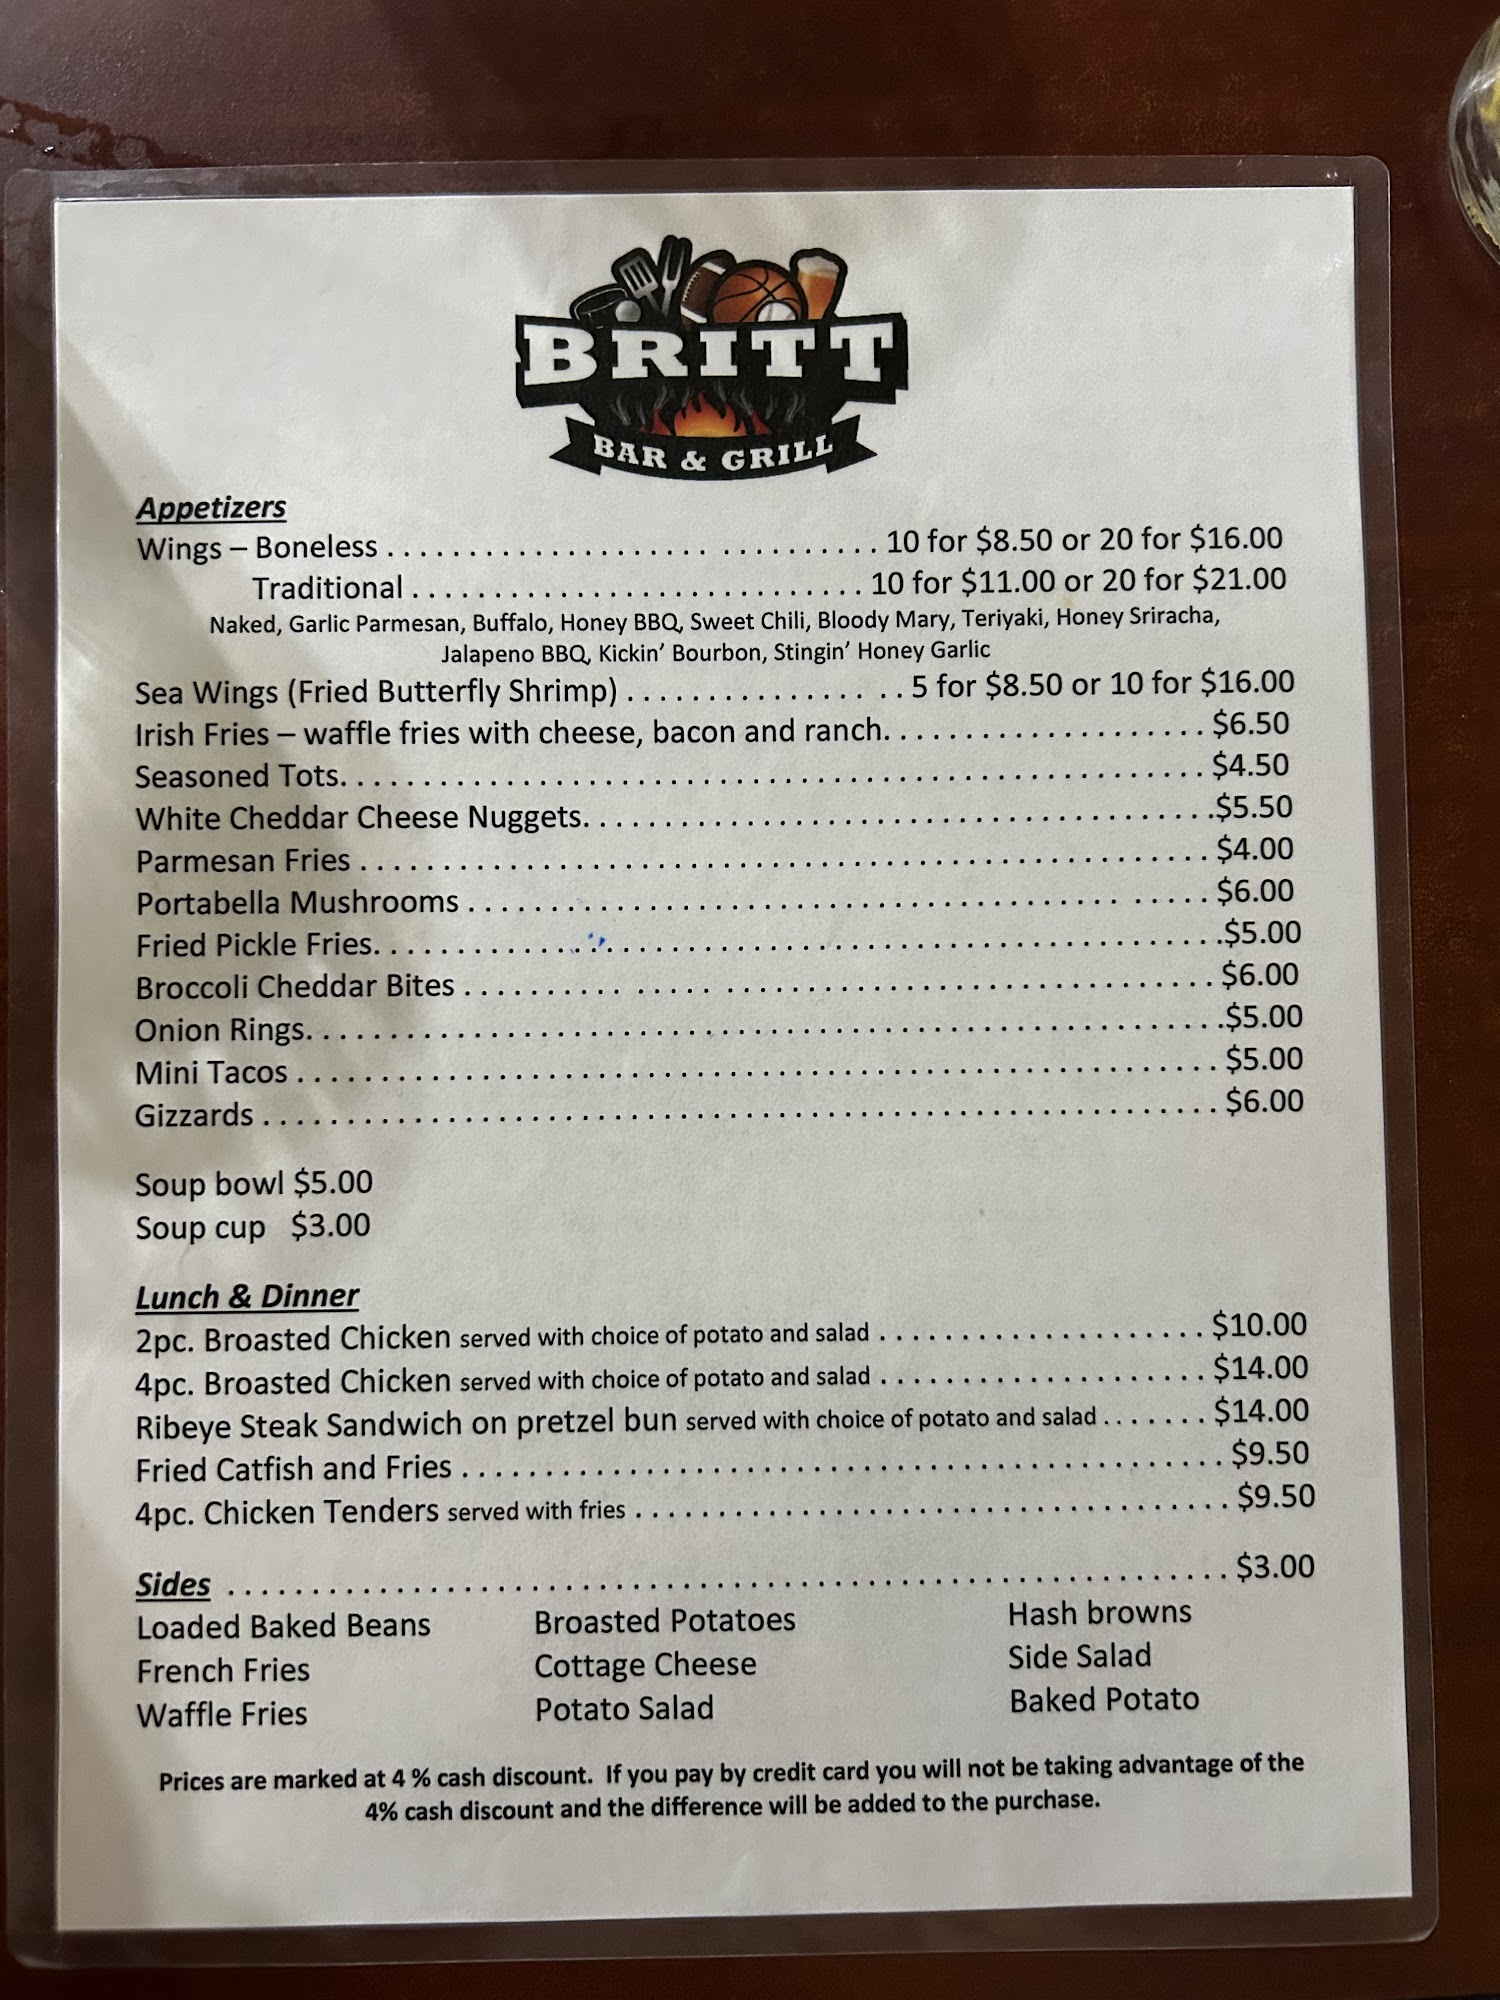 BRITT
BAR & GRILL
Appetizers
Wings – Boneless . . . . . . . . . . . . . . . . . . . . . . . . . . . . . . . . . . . . 10 for $8.50 or 20 for $16.00
Traditional . . . . . . . . . . . . . . . . . . . . . . . . . . . . . . . . . 10 for $11.00 or 20 for $21.00
Naked, Garlic Parmesan, Buffalo, Honey BBQ, Sweet Chili, Bloody Mary, Teriyaki, Honey Sriracha,
Jalapeno BBQ, Kickin’ Bourbon, Stingin’ Honey Garlic
Sea Wings (Fried Butterfly Shrimp) . . . . . . . . . . . . . . . . . . . . 5 for $8.50 or 10 for $16.00
Irish Fries – waffle fries with cheese, bacon and ranch. . . . . . . . . . . . . . . . . . . . $6.50
Seasoned Tots. . . . . . . . . . . . . . . . . . . . . . . . . . . . . . . . . . . . . . . . . . . . . . . . . . . . . . . . . . . . . $4.50
White Cheddar Cheese Nuggets. . . . . . . . . . . . . . . . . . . . . . . . . . . . . . . . . . . . . . . . . . .$5.50
Parmesan Fries . . . . . . . . . . . . . . . . . . . . . . . . . . . . . . . . . . . . . . . . . . . . . . . . . . . . . . . . . . . $4.00
Portabella Mushrooms . . . . . . . . . . . . . . . . . . . . . . . . . . . . . . . . . . . . . . . . . . . . . . . . . . . . $6.00
Fried Pickle Fries. . . . . . . . . . . . . . . . . . . . . . . . . . . . . . . . . . . . . . . . . . . . . . . . . . . . . . . . . .$5.00
Broccoli Cheddar Bites . . . . . . . . . . . . . . . . . . . . . . . . . . . . . . . . . . . . . . . . . . . . . . . . . . . . $6.00
Onion Rings. . . . . . . . . . . . . . . . . . . . . . . . . . . . . . . . . . . . . . . . . . . . . . . . . . . . . . . . . . . . . . .$5.00
Mini Tacos . . . . . . . . . . . . . . . . . . . . . . . . . . . . . . . . . . . . . . . . . . . . . . . . . . . . . . . . . . . . . . . . $5.00
Gizzards . . . . . . . . . . . . . . . . . . . . . . . . . . . . . . . . . . . . . . . . . . . . . . . . . . . . . . . . . . . . . . . . . . . $6.00
Soup bowl $5.00
Soup cup $3.00
Lunch & Dinner
2pc. Broasted Chicken served with choice of potato and salad . . . . . . . . . . . . . . . . . . . . $10.00
4pc. Broasted Chicken served with choice of potato and salad . . . . . . . . . . . . . . . . . . . . $14.00
Ribeye Steak Sandwich on pretzel bun served with choice of potato and salad . . . . . . . $14.00
Fried Catfish and Fries . . . . . . . . . . . . . . . . . . . . . . . . . . . . . . . . . . . . . . . . . . . . . . . . . . . . . $9.50
4pc. Chicken Tenders served with fries . . . . . . . . . . . . . . . . . . . . . . . . . . . . . . . . . . . . . . . . . $9.50
Sides . . . . . . . . . . . . . . . . . . . . . . . . . . . . . . . . . . . . . . . . . . . . . . . . . . . . . . . . . . . . . . . . . . . . . $3.00
Loaded Baked Beans Broasted Potatoes Hash browns
French Fries Cottage Cheese Side Salad
Waffle Fries Potato Salad Baked Potato
Prices are marked at 4 % cash discount. If you pay by credit card you will not be taking advantage of the
4% cash discount and the difference will be added to the purchase.